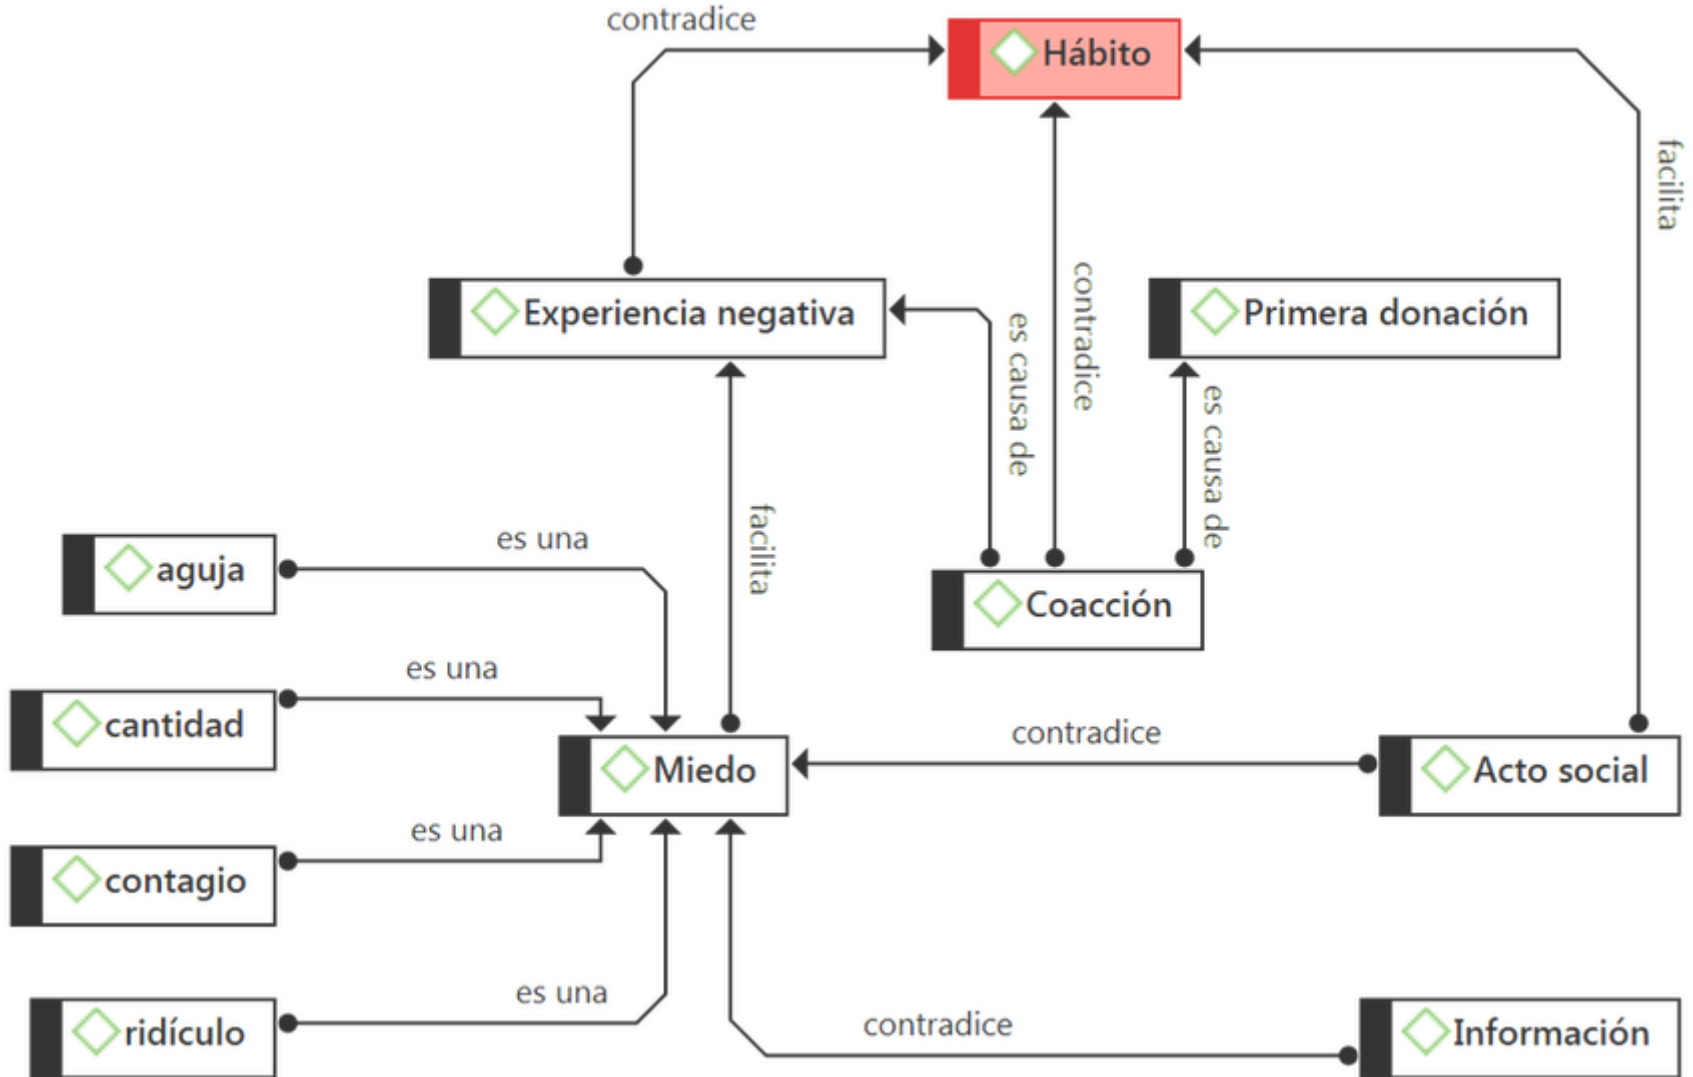 contradice
Hábito
facilita
Experiencia negativa
es causa de
contradice
Primera donación
es causa de
aguja
es una
facilita
Coacción
cantidad
es una
Miedo
contradice
Acto social
contagio
es una
ridículo
es una
contradice
Información